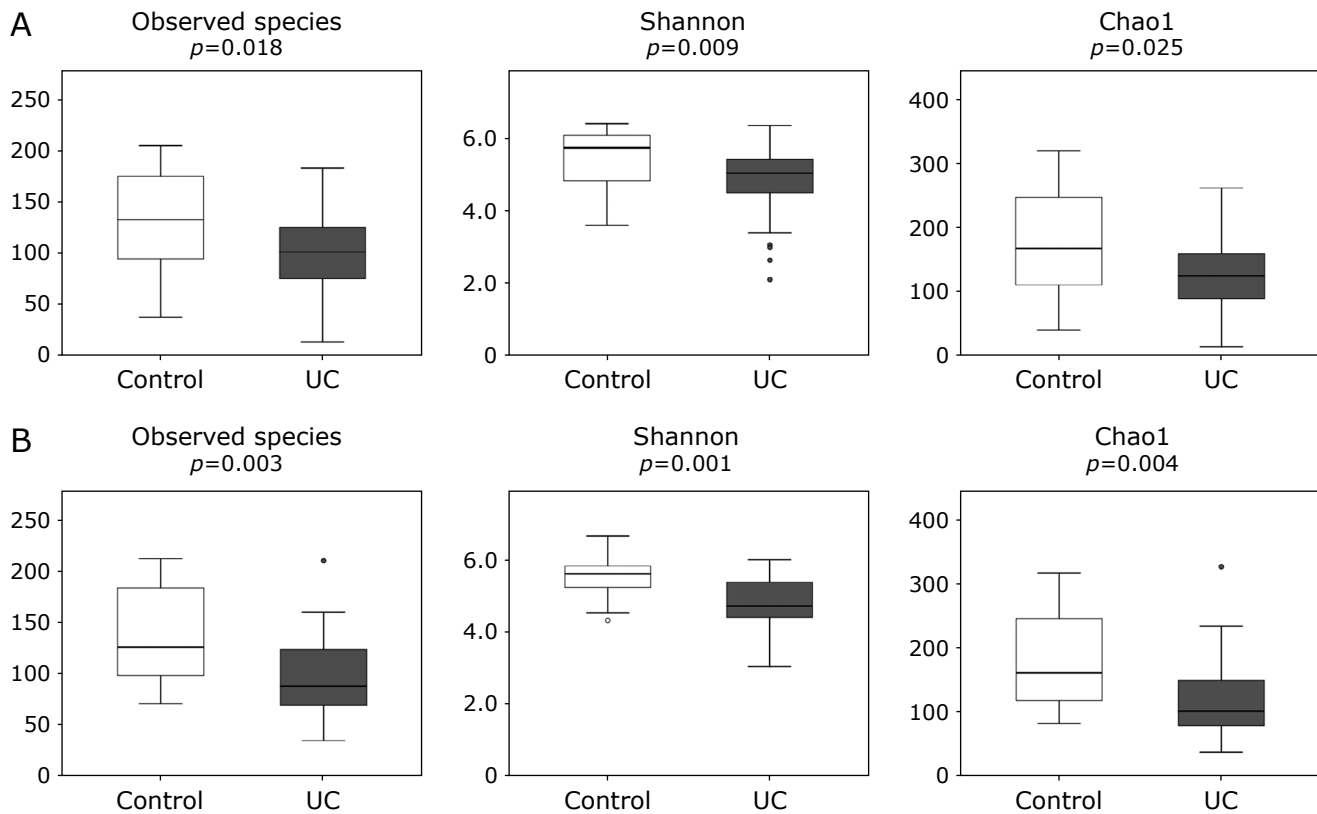 A
Observed species
p=0.018
250
200
150
100
50
0
Control
UC
Shannon
p=0.009
6.0
4.0
2.0
0
Control
UC
Chao1
p=0.025
400
300
200
100
0
Control
UC
B
Observed species
p=0.003
250
200
150
100
50
0
Control
UC
Shannon
p=0.001
6.0
4.0
2.0
0
Control
UC
Chao1
p=0.004
400
300
200
100
0
Control
UC